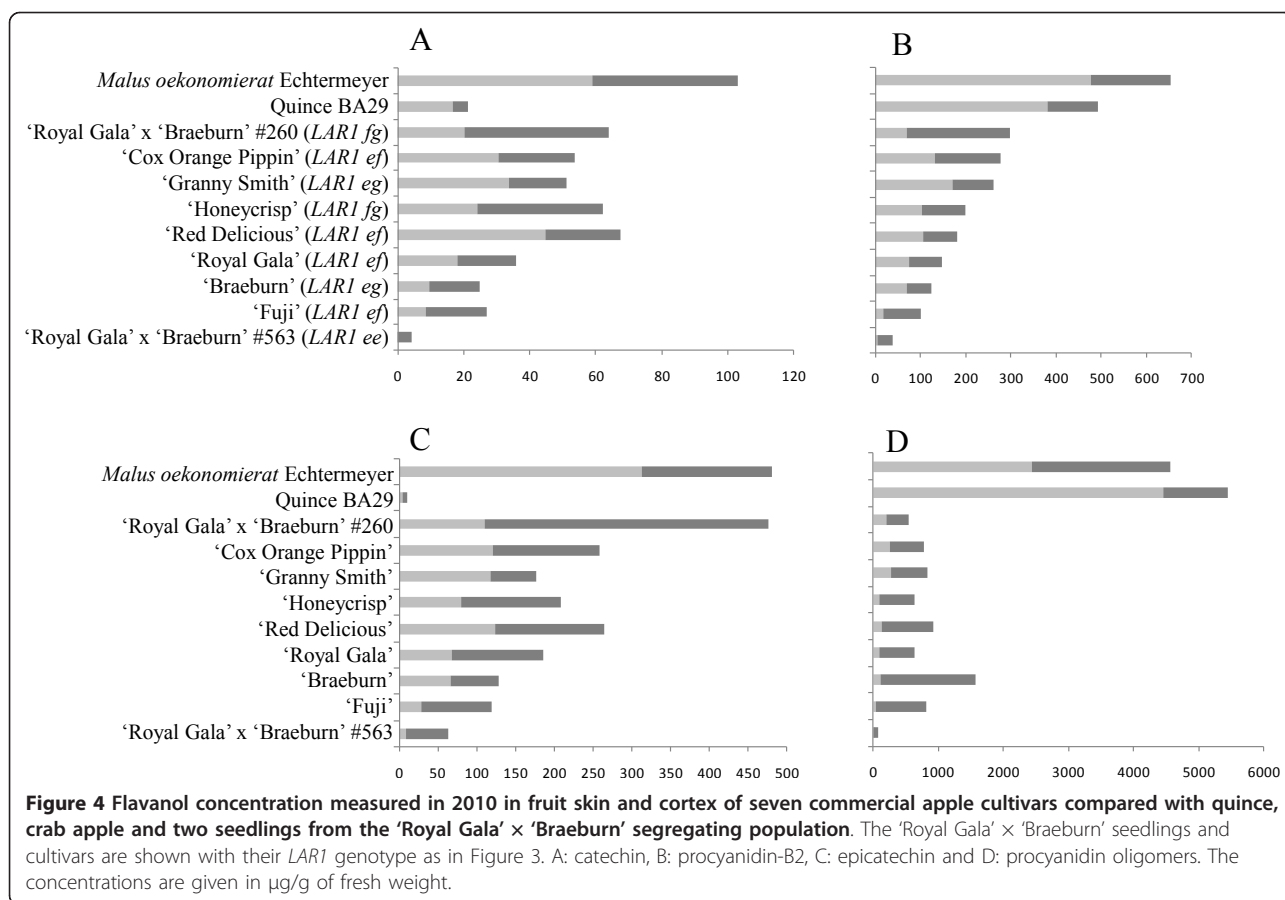 A
B
Malus oekonomierat Echtermeyer
Quince BA29
‘Royal Gala’ x ‘Braeburn’ #260 (LAR1 fg)
‘Cox Orange Pippin’ (LAR1 ef)
‘Granny Smith’ (LAR1 eg)
‘Honeycrisp’ (LAR1 fg)
‘Red Delicious’ (LAR1 ef)
‘Royal Gala’ (LAR1 ef)
‘Braeburn’ (LAR1 eg)
‘Fuji’ (LAR1 ef)
‘Royal Gala’ x ‘Braeburn’ #563 (LAR1 ee)
0 20 40 60 80 100 120
0 100 200 300 400 500 600 700
C
D
Malus oekonomierat Echtermeyer
Quince BA29
‘Royal Gala’ x ‘Braeburn’ #260
‘Cox Orange Pippin’
‘Granny Smith’
‘Honeycrisp’
‘Red Delicious’
‘Royal Gala’
‘Braeburn’
‘Fuji’
‘Royal Gala’ x ‘Braeburn’ #563
0 50 100 150 200 250 300 350 400 450 500
0 1000 2000 3000 4000 5000 6000
Figure 4 Flavanol concentration measured in 2010 in fruit skin and cortex of seven commercial apple cultivars compared with quince,
crab apple and two seedlings from the ‘Royal Gala’ × ‘Braeburn’ segregating population. The ‘Royal Gala’ × ‘Braeburn’ seedlings and
cultivars are shown with their LAR1 genotype as in Figure 3. A: catechin, B: procyanidin-B2, C: epicatechin and D: procyanidin oligomers. The
concentrations are given in μg/g of fresh weight.